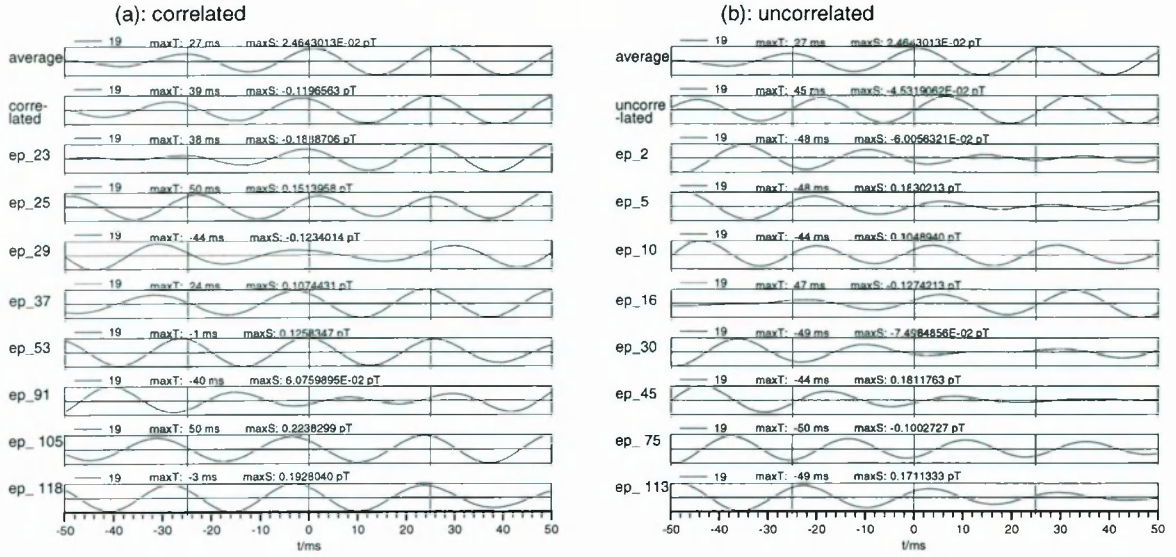 (a): correlated
average
19 maxT: 27 ms maxS: 2.4643013E-02 pT
corre-
lated
19 maxT: 39 ms maxS: -0.1196563 pT
ep_23
19 maxT: 38 ms maxS: -0.1888706 pT
ep_25
19 maxT: 50 ms maxS: 0.1513958 pT
ep_29
19 maxT: -44 ms maxS: -0.1234014 pT
ep_37
19 maxT: 24 ms maxS: 0.1074431 pT
ep_53
19 maxT: -1 ms maxS: 0.1258347 pT
ep_91
19 maxT: -40 ms maxS: 6.0759895E-02 pT
ep_ 105
19 maxT: 50 ms maxS: 0.2238299 pT
ep_ 118
19 maxT: -3 ms maxS: 0.1928040 pT
-50 -40 -30 -20 -10 0 10 20 30 40 50
t/ms
(b): uncorrelated
average
19 maxT: 27 ms maxS: 2.4643013E-02 pT
uncorre
-lated
19 maxT: 45 ms maxS: -4.5319062E-02 pT
ep_2
19 maxT: -48 ms maxS: -6.0056321E-02 pT
ep_5
19 maxT: -48 ms maxS: 0.1830213 pT
ep_10
19 maxT: -44 ms maxS: 0.1048940 pT
ep_16
19 maxT: 47 ms maxS: -0.1274213 pT
ep_30
19 maxT: -49 ms maxS: -7.4984856E-02 pT
ep_45
19 maxT: -44 ms maxS: 0.1811763 pT
ep_ 75
19 maxT: -50 ms maxS: -0.1002727 pT
ep_ 113
19 maxT: -49 ms maxS: 0.1711333 pT
-50 -40 -30 -20 -10 0 10 20 30 40 50
t/ms